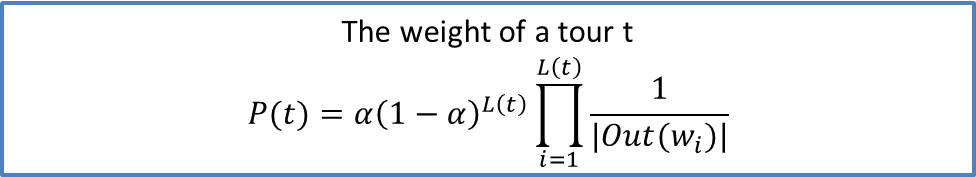 The weight of a tour t
P(t) = α(1 − α)^{L(t)} ∏_{i=1}^{L(t)} 1/|Out(w_i)|